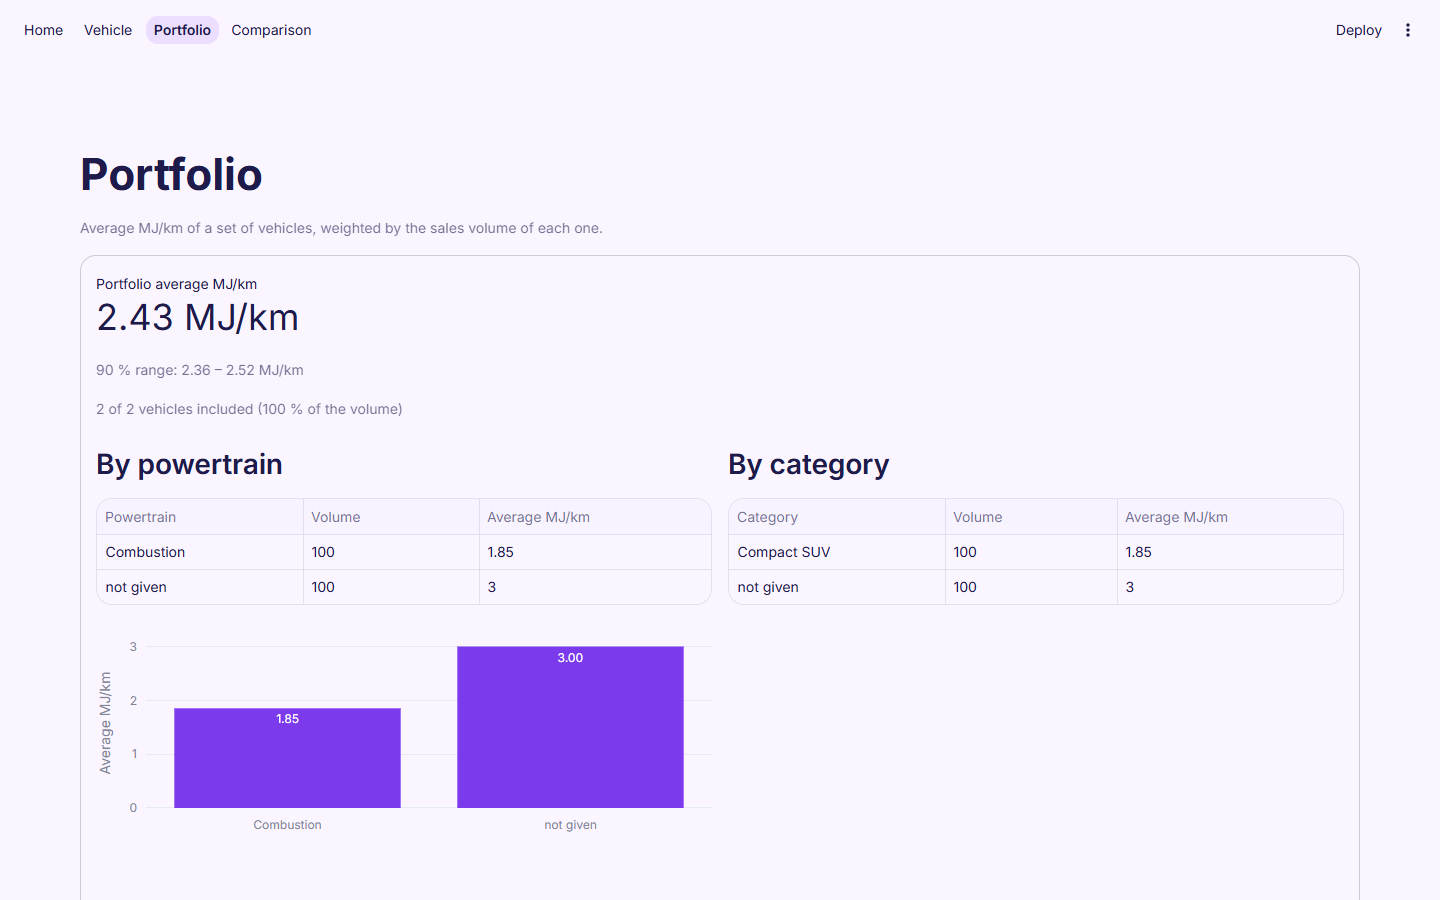 Home Vehicle Portfolio Comparison Deploy
Portfolio
Average MJ/km of a set of vehicles, weighted by the sales volume of each one.
Portfolio average MJ/km
2.43 MJ/km
90 % range: 2.36 – 2.52 MJ/km
2 of 2 vehicles included (100 % of the volume)
By powertrain
Powertrain Volume Average MJ/km
Combustion 100 1.85
not given 100 3
By category
Category Volume Average MJ/km
Compact SUV 100 1.85
not given 100 3
Average MJ/km
3
2
1
0
1.85
3.00
Combustion not given